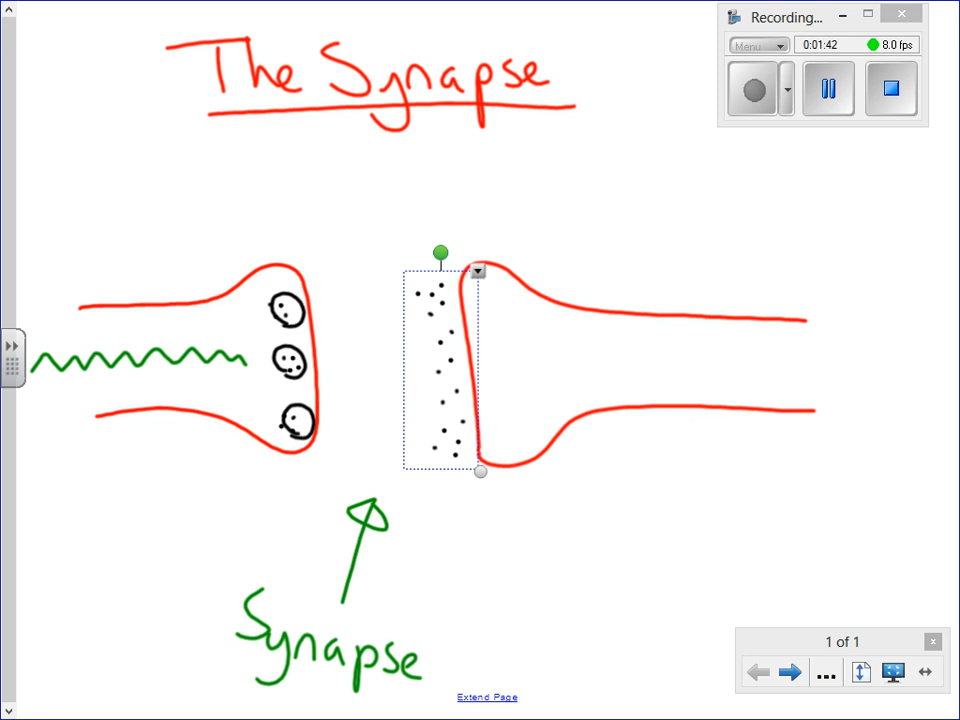 The Synapse
Recording...
Menu
0:01:42
8.0 fps
Synapse
1 of 1
...
Extend Page